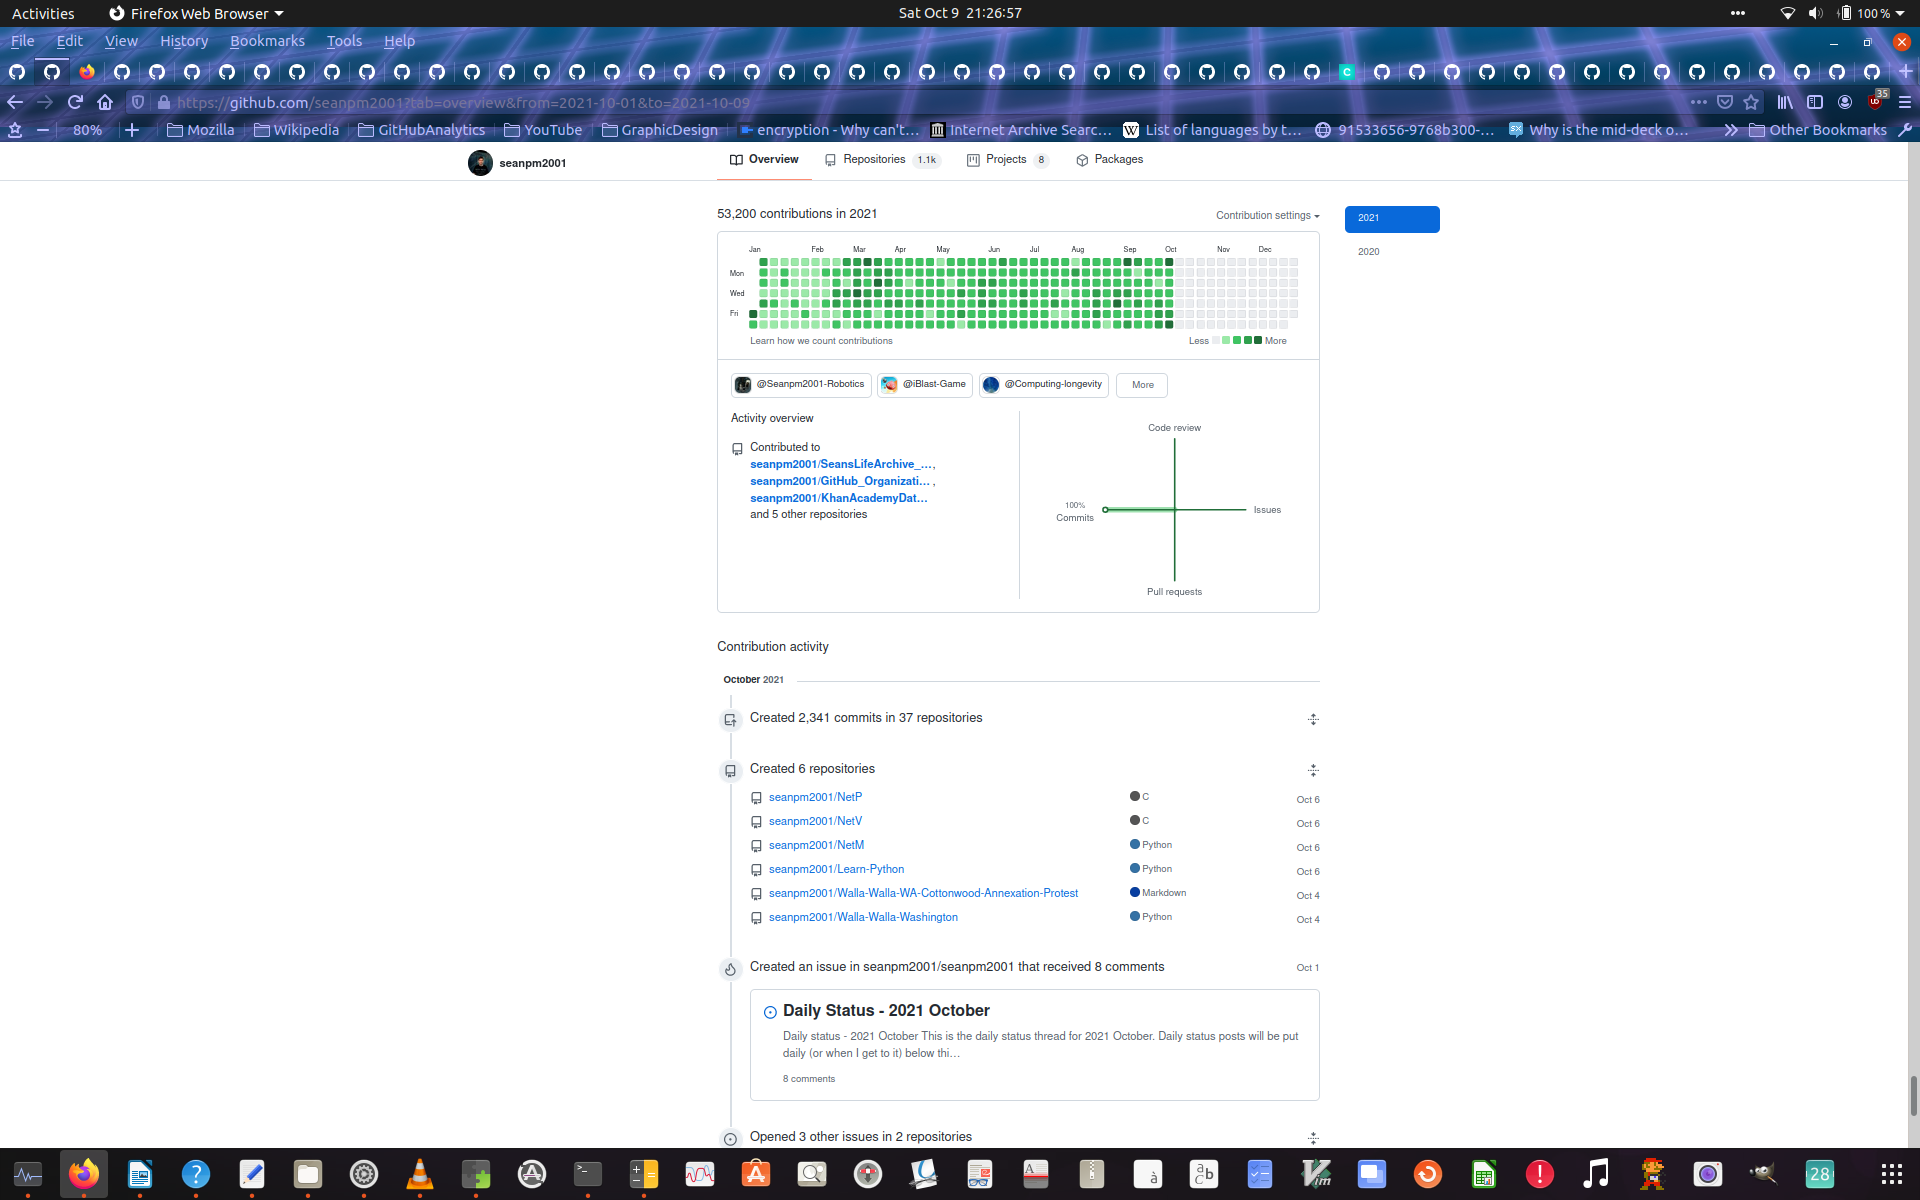 Activities Firefox Web Browser Sat Oct 9 21:26:57 100 %
File Edit View History Bookmarks Tools Help
https://github.com/seanpm2001?tab=overview&from=2021-10-01&to=2021-10-09 35
80% Mozilla Wikipedia GitHubAnalytics YouTube GraphicDesign encryption - Why can't… Internet Archive Searc… List of languages by t… 91533656-9768b300-… Why is the mid-deck o… Other Bookmarks
seanpm2001 Overview Repositories 1.1k Projects 8 Packages
53,200 contributions in 2021 Contribution settings 2021
2020
Jan Feb Mar Apr May Jun Jul Aug Sep Oct Nov Dec
Mon
Wed
Fri
Learn how we count contributions Less More
@Seanpm2001-Robotics @iBlast-Game @Computing-longevity More
Activity overview
Contributed to
seanpm2001/SeansLifeArchive_…,
seanpm2001/GitHub_Organizati…,
seanpm2001/KhanAcademyDat…
and 5 other repositories
Code review
100%
Commits
Issues
Pull requests
Contribution activity
October 2021
Created 2,341 commits in 37 repositories
Created 6 repositories
seanpm2001/NetP C Oct 6
seanpm2001/NetV C Oct 6
seanpm2001/NetM Python Oct 6
seanpm2001/Learn-Python Python Oct 6
seanpm2001/Walla-Walla-WA-Cottonwood-Annexation-Protest Markdown Oct 4
seanpm2001/Walla-Walla-Washington Python Oct 4
Created an issue in seanpm2001/seanpm2001 that received 8 comments Oct 1
Daily Status - 2021 October
Daily status - 2021 October This is the daily status thread for 2021 October. Daily status posts will be put
daily (or when I get to it) below thi…
8 comments
Opened 3 other issues in 2 repositories
28